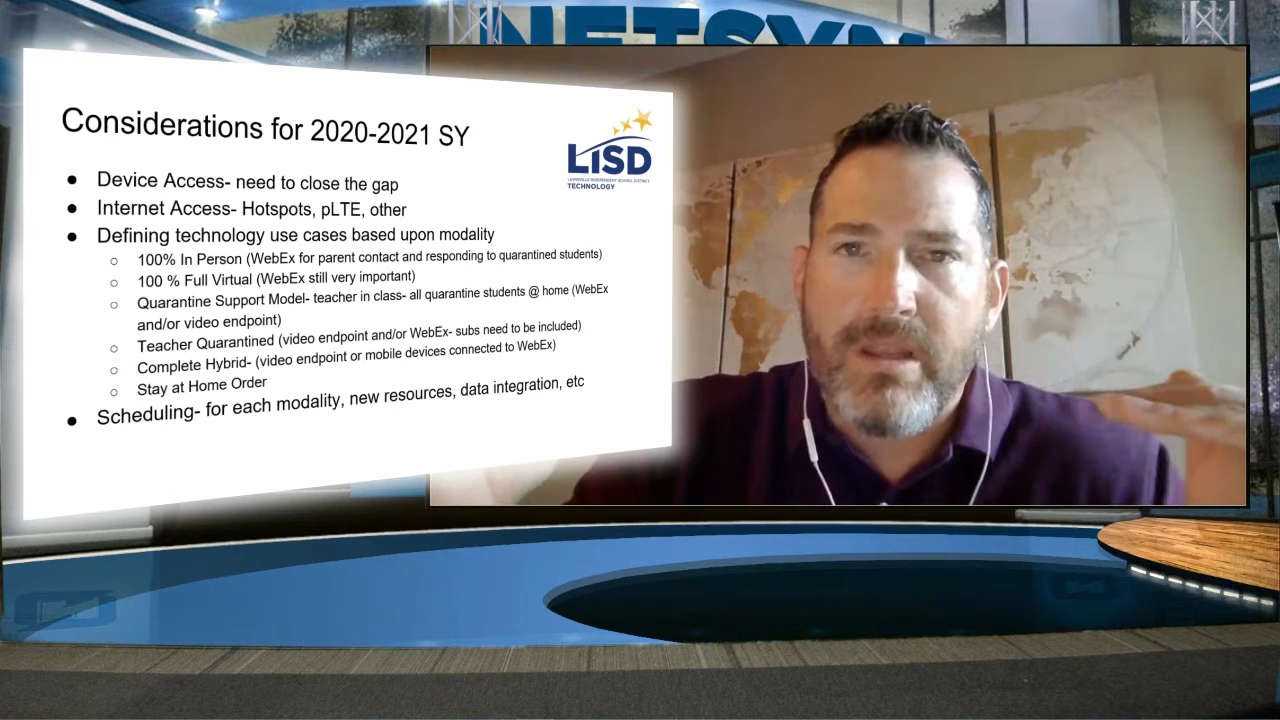 NETSYN
Considerations for 2020-2021 SY
LiSD
LEWISVILLE INDEPENDENT SCHOOL DISTRICT
TECHNOLOGY
● Device Access- need to close the gap
● Internet Access- Hotspots, pLTE, other
● Defining technology use cases based upon modality
○ 100% In Person (WebEx for parent contact and responding to quarantined students)
○ 100 % Full Virtual (WebEx still very important)
○ Quarantine Support Model- teacher in class- all quarantine students @ home (WebEx
and/or video endpoint)
○ Teacher Quarantined (video endpoint and/or WebEx- subs need to be included)
○ Complete Hybrid- (video endpoint or mobile devices connected to WebEx)
○ Stay at Home Order
● Scheduling- for each modality, new resources, data integration, etc